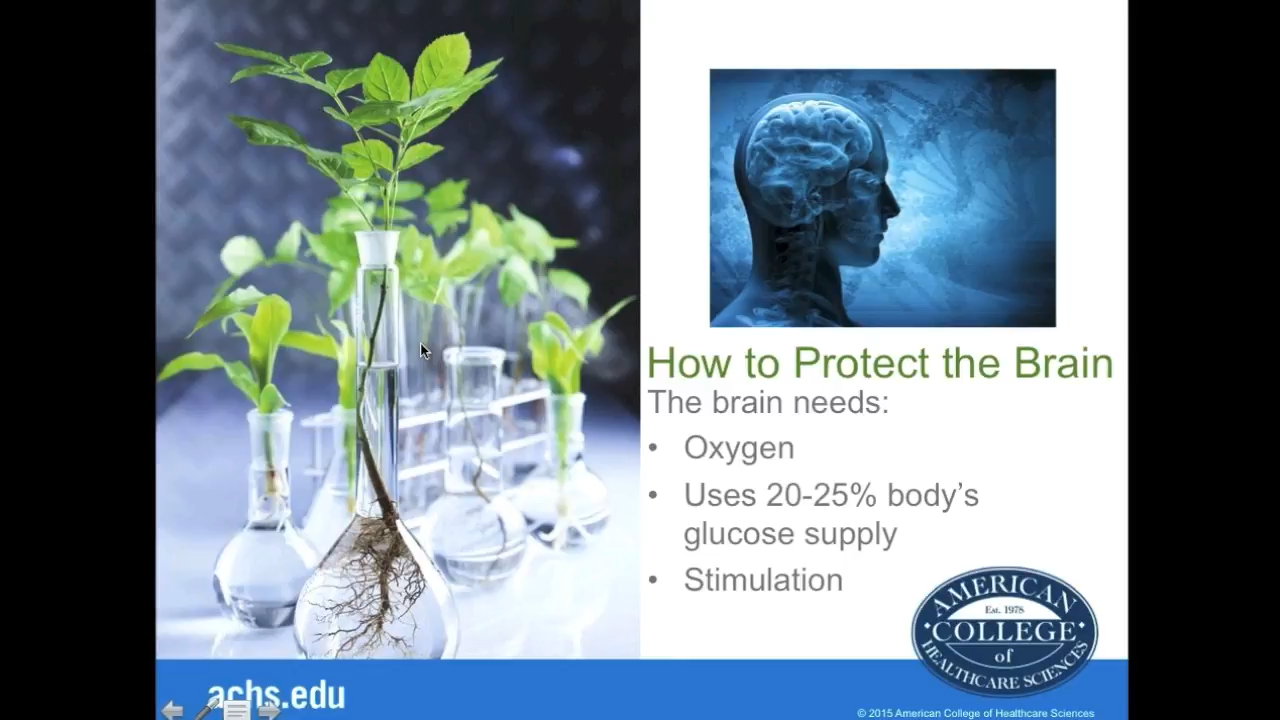 How to Protect the Brain
The brain needs:
• Oxygen
• Uses 20-25% body's
glucose supply
• Stimulation
AMERICAN
Est. 1978
COLLEGE
of
HEALTHCARE SCIENCES
achs.edu
© 2015 American College of Healthcare Sciences